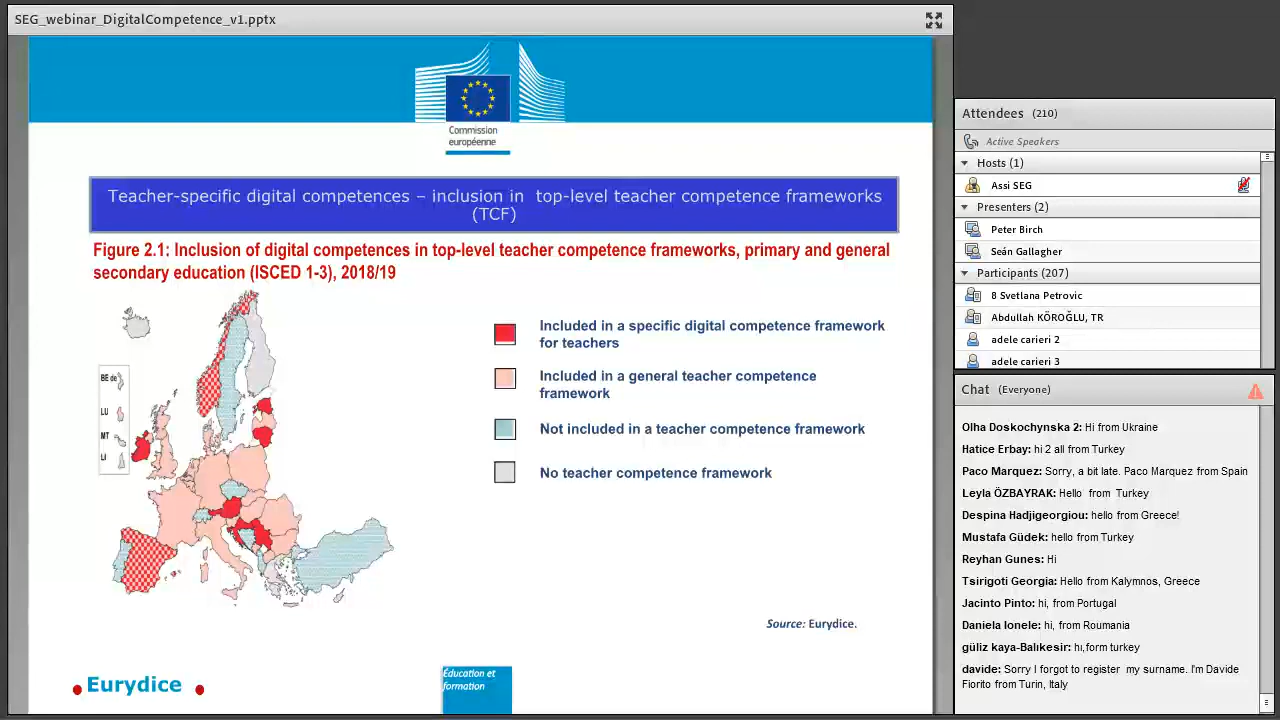 SEG_webinar_DigitalCompetence_v1.pptx
Commission
européenne
Teacher-specific digital competences – inclusion in top-level teacher competence frameworks
(TCF)
Figure 2.1: Inclusion of digital competences in top-level teacher competence frameworks, primary and general
secondary education (ISCED 1-3), 2018/19
BE de
LU
MT
LI
Included in a specific digital competence framework
for teachers
Included in a general teacher competence
framework
Not included in a teacher competence framework
No teacher competence framework
Source: Eurydice.
Eurydice
Éducation et
formation
Attendees (210)
Active Speakers
Hosts (1)
Assi SEG
Presenters (2)
Peter Birch
Seán Gallagher
Participants (207)
8 Svetlana Petrovic
Abdullah KÖROĞLU, TR
adele carieri 2
adele carieri 3
Chat (Everyone)
Olha Doskochynska 2: Hi from Ukraine
Hatice Erbay: hi 2 all from Turkey
Paco Marquez: Sorry, a bit late. Paco Marquez from Spain
Leyla ÖZBAYRAK: Hello from Turkey
Despina Hadjigeorgiou: hello from Greece!
Mustafa Güdek: hello from Turkey
Reyhan Gunes: Hi
Tsirigoti Georgia: Hello from Kalymnos, Greece
Jacinto Pinto: hi, from Portugal
Daniela Ionele: hi, from Roumania
güliz kaya-Balıkesir: hı,form turkey
davide: Sorry I forgot to register my surname. I'm Davide
Fiorito from Turin, Italy